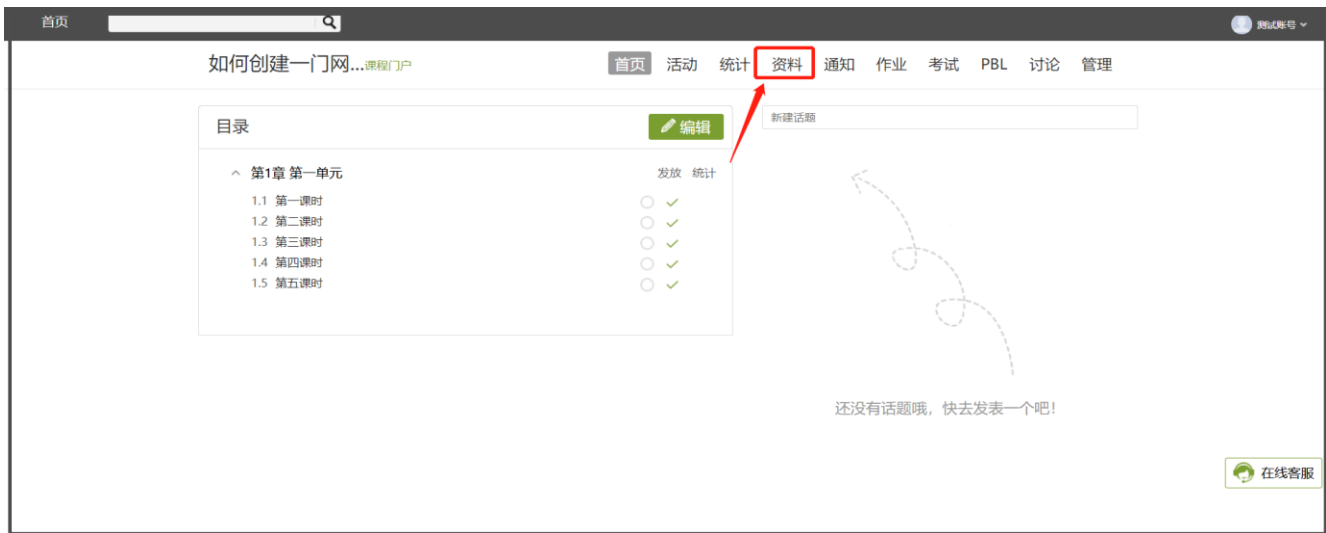 首页
测试账号
如何创建一门网...课程门户
首页 活动 统计 资料 通知 作业 考试 PBL 讨论 管理
目录
编辑
新建话题
第1章 第一单元 发放 统计
1.1 第一课时
1.2 第二课时
1.3 第三课时
1.4 第四课时
1.5 第五课时
还没有话题哦，快去发表一个吧！
在线客服